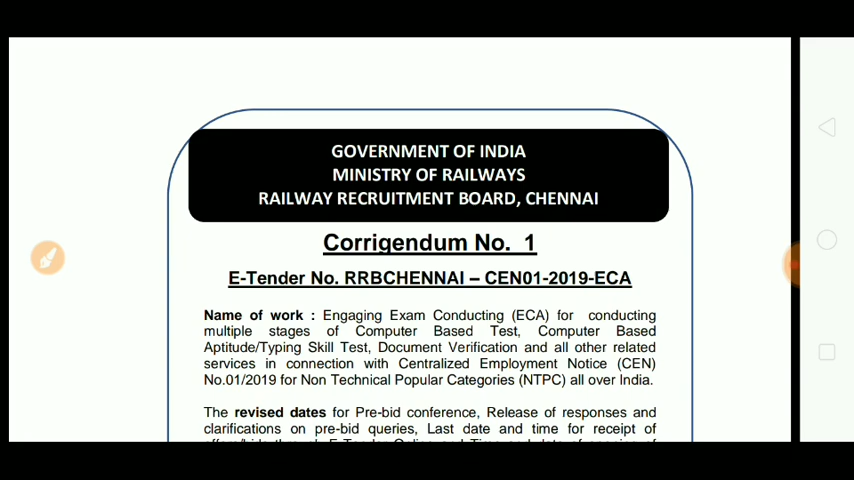 GOVERNMENT OF INDIA
MINISTRY OF RAILWAYS
RAILWAY RECRUITMENT BOARD, CHENNAI
Corrigendum No. 1
E-Tender No. RRBCHENNAI – CEN01-2019-ECA
Name of work : Engaging Exam Conducting (ECA) for conducting
multiple stages of Computer Based Test, Computer Based
Aptitude/Typing Skill Test, Document Verification and all other related
services in connection with Centralized Employment Notice (CEN)
No.01/2019 for Non Technical Popular Categories (NTPC) all over India.
The revised dates for Pre-bid conference, Release of responses and
clarifications on pre-bid queries, Last date and time for receipt of